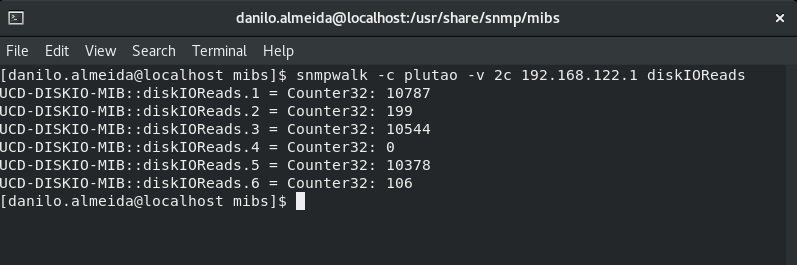 danilo.almeida@localhost:/usr/share/snmp/mibs
File Edit View Search Terminal Help
[danilo.almeida@localhost mibs]$ snmpwalk -c plutao -v 2c 192.168.122.1 diskIOReads
UCD-DISKIO-MIB::diskIOReads.1 = Counter32: 10787
UCD-DISKIO-MIB::diskIOReads.2 = Counter32: 199
UCD-DISKIO-MIB::diskIOReads.3 = Counter32: 10544
UCD-DISKIO-MIB::diskIOReads.4 = Counter32: 0
UCD-DISKIO-MIB::diskIOReads.5 = Counter32: 10378
UCD-DISKIO-MIB::diskIOReads.6 = Counter32: 106
[danilo.almeida@localhost mibs]$